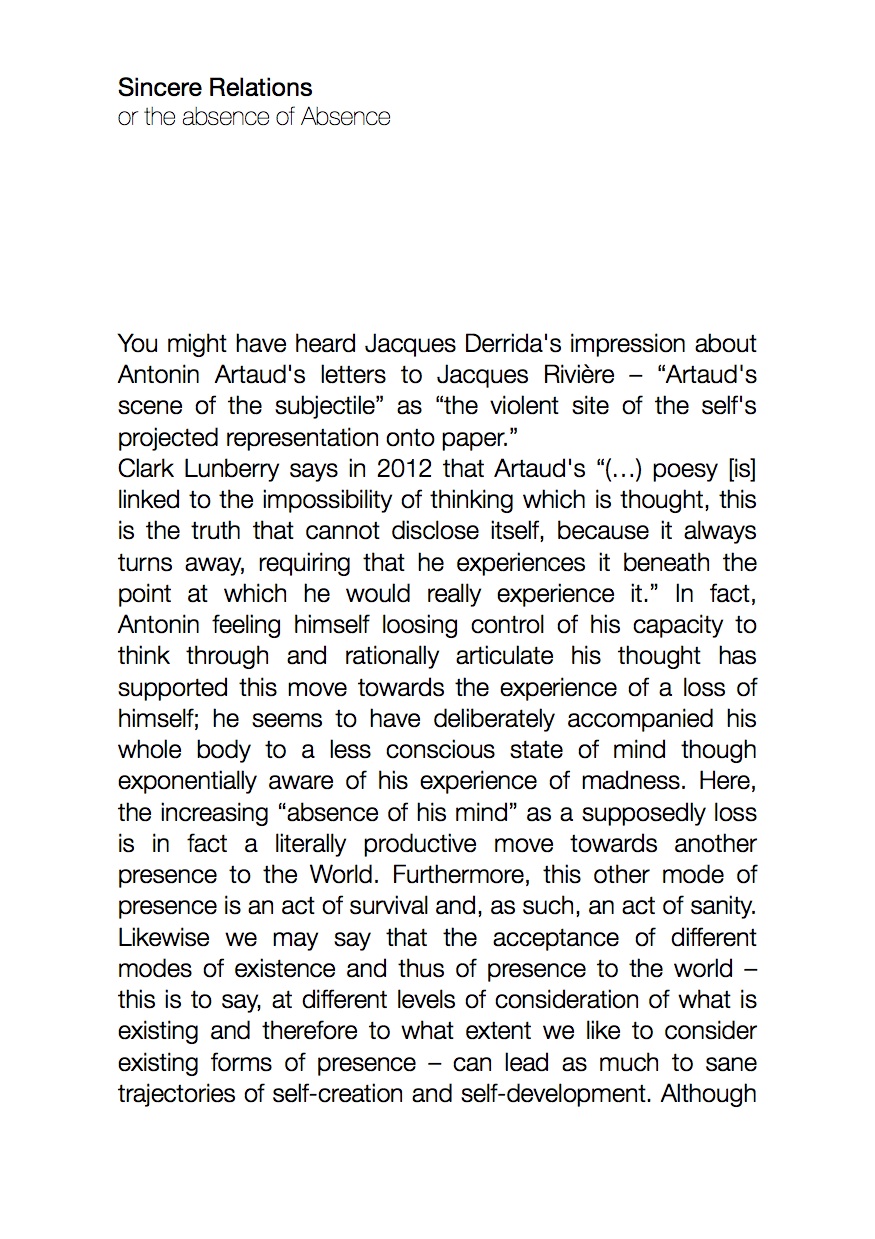 Sincere Relations
or the absence of Absence
You might have heard Jacques Derrida's impression about
Antonin Artaud's letters to Jacques Rivière – “Artaud's
scene of the subjectile” as “the violent site of the self's
projected representation onto paper.”
Clark Lunberry says in 2012 that Artaud's “(…) poesy [is]
linked to the impossibility of thinking which is thought, this
is the truth that cannot disclose itself, because it always
turns away, requiring that he experiences it beneath the
point at which he would really experience it.” In fact,
Antonin feeling himself loosing control of his capacity to
think through and rationally articulate his thought has
supported this move towards the experience of a loss of
himself; he seems to have deliberately accompanied his
whole body to a less conscious state of mind though
exponentially aware of his experience of madness. Here,
the increasing “absence of his mind” as a supposedly loss
is in fact a literally productive move towards another
presence to the World. Furthermore, this other mode of
presence is an act of survival and, as such, an act of sanity.
Likewise we may say that the acceptance of different
modes of existence and thus of presence to the world –
this is to say, at different levels of consideration of what is
existing and therefore to what extent we like to consider
existing forms of presence – can lead as much to sane
trajectories of self-creation and self-development. Although